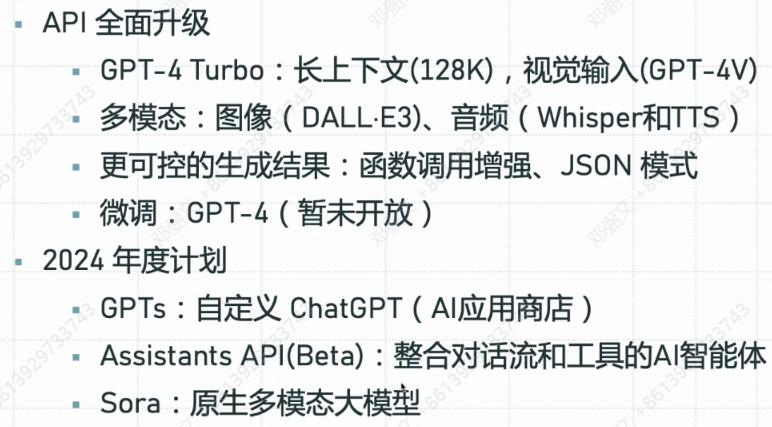 API 全面升级
GPT-4 Turbo：长上下文(128K)，视觉输入(GPT-4V)
多模态：图像（DALL·E3）、音频（Whisper和TTS）
更可控的生成结果：函数调用增强、JSON 模式
微调：GPT-4（暂未开放）
2024 年度计划
GPTs：自定义 ChatGPT（AI应用商店）
Assistants API(Beta)：整合对话流和工具的AI智能体
Sora：原生多模态大模型